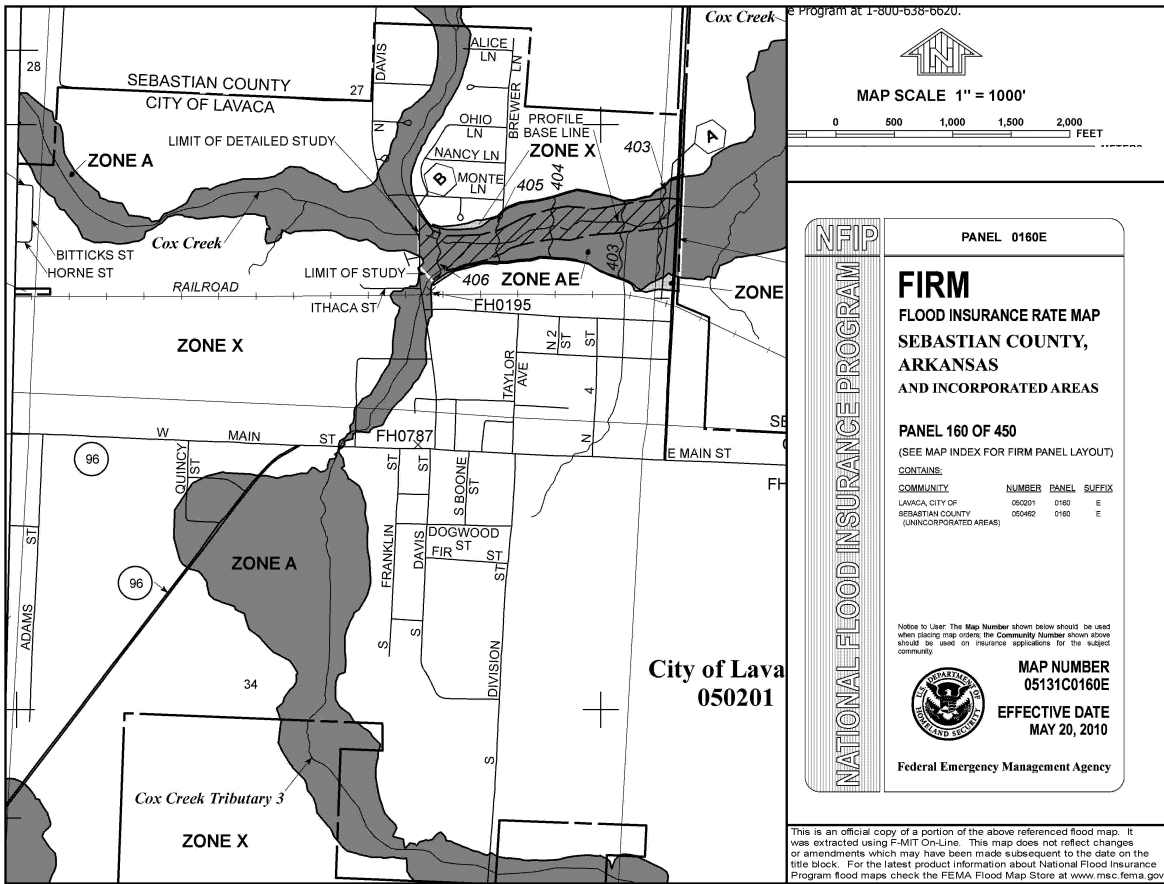 Cox Creek
28
SEBASTIAN COUNTY
CITY OF LAVACA
27
DAVIS
N
ALICE
LN
BREWER LN
OHIO
LN
NANCY LN
MONTE
LN
LIMIT OF DETAILED STUDY
PROFILE
BASE LINE
ZONE X
403
A
B
405
404
ZONE A
Cox Creek
BITTICKS ST
HORNE ST
LIMIT OF STUDY
406
ZONE AE
403
ZONE
RAILROAD
ITHACA ST
FH0195
ZONE X
N 2
ST
ST
4
N
TAYLOR
AVE
W MAIN ST
FH0787
E MAIN ST
SE
FH
96
QUINCY
ST
ST
FRANKLIN
S
ST
DAVIS
S
S BOONE
ST
DOGWOOD
ST
FIR ST
ST
DIVISION
S
ZONE A
96
ST
ADAMS
34
City of Lava
050201
Cox Creek Tributary 3
ZONE X
e Program at 1-800-638-6620.
N
MAP SCALE 1" = 1000'
0 500 1,000 1,500 2,000
FEET
NFIP
NATIONAL FLOOD INSURANCE PROGRAM
PANEL 0160E
FIRM
FLOOD INSURANCE RATE MAP
SEBASTIAN COUNTY,
ARKANSAS
AND INCORPORATED AREAS
PANEL 160 OF 450
(SEE MAP INDEX FOR FIRM PANEL LAYOUT)
CONTAINS:
COMMUNITY NUMBER PANEL SUFFIX
LAVACA, CITY OF 050201 0160 E
SEBASTIAN COUNTY 050462 0160 E
(UNINCORPORATED AREAS)
Notice to User: The Map Number shown below should be used
when placing map orders; the Community Number shown above
should be used on insurance applications for the subject
community.
U.S. DEPARTMENT OF
HOMELAND SECURITY
MAP NUMBER
05131C0160E
EFFECTIVE DATE
MAY 20, 2010
Federal Emergency Management Agency
This is an official copy of a portion of the above referenced flood map. It
was extracted using F-MIT On-Line. This map does not reflect changes
or amendments which may have been made subsequent to the date on the
title block. For the latest product information about National Flood Insurance
Program flood maps check the FEMA Flood Map Store at www.msc.fema.gov